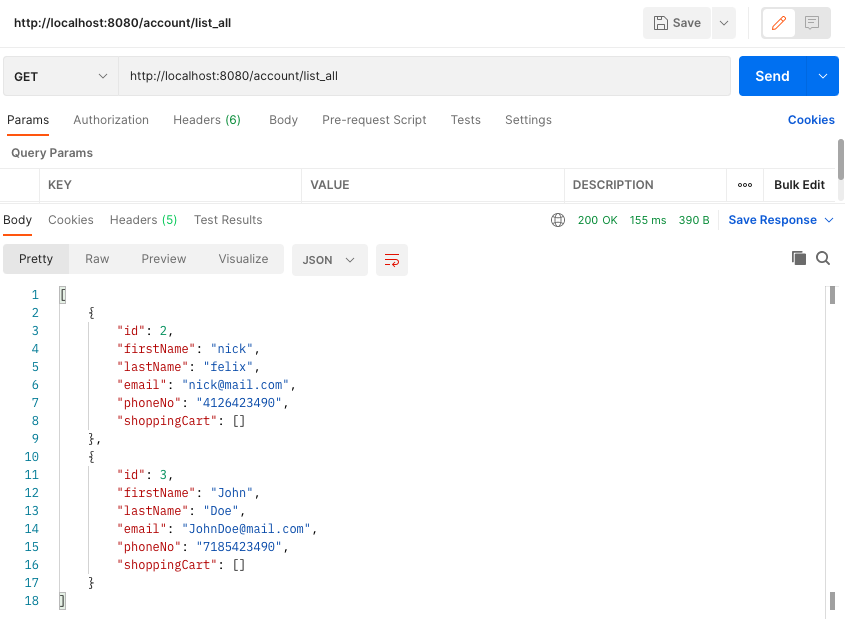 http://localhost:8080/account/list_all Save
GET http://localhost:8080/account/list_all Send
Params Authorization Headers (6) Body Pre-request Script Tests Settings Cookies
Query Params
KEY VALUE DESCRIPTION Bulk Edit
Body Cookies Headers (5) Test Results 200 OK 155 ms 390 B Save Response
Pretty Raw Preview Visualize JSON
1 [
2 {
3 "id": 2,
4 "firstName": "nick",
5 "lastName": "felix",
6 "email": "nick@mail.com",
7 "phoneNo": "4126423490",
8 "shoppingCart": []
9 },
10 {
11 "id": 3,
12 "firstName": "John",
13 "lastName": "Doe",
14 "email": "JohnDoe@mail.com",
15 "phoneNo": "7185423490",
16 "shoppingCart": []
17 }
18 ]